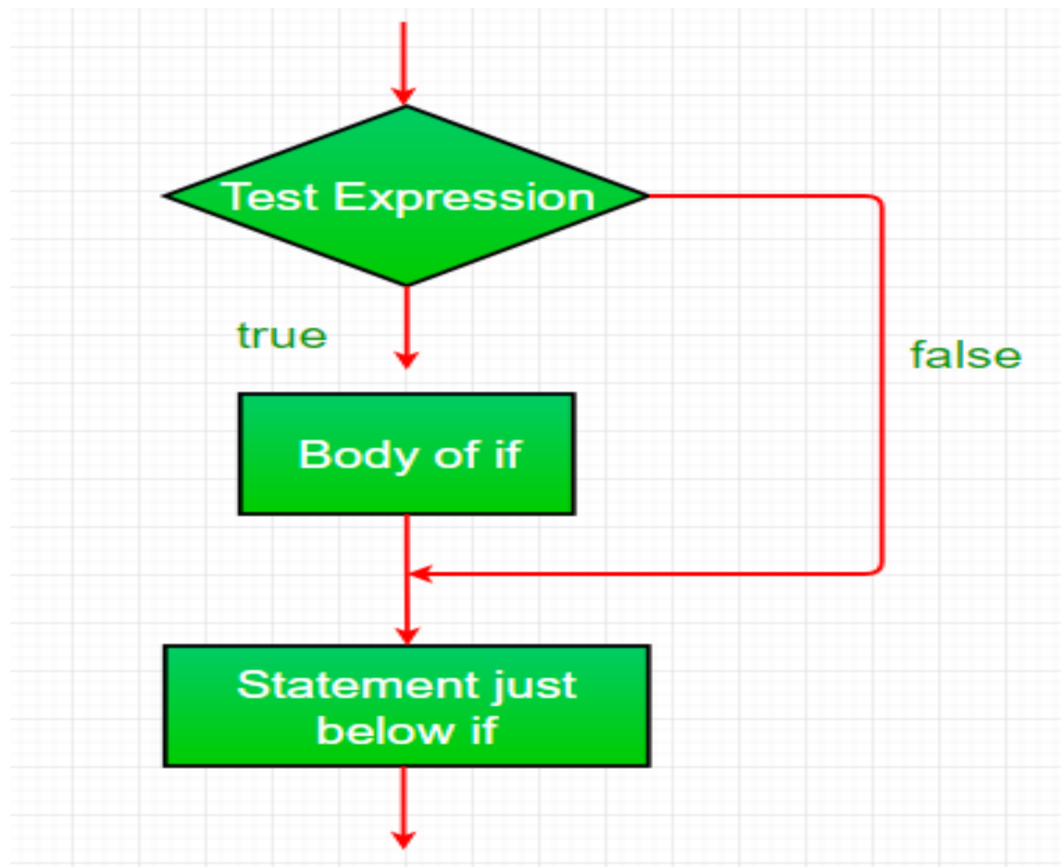 Test Expression
true
false
Body of if
Statement just
below if